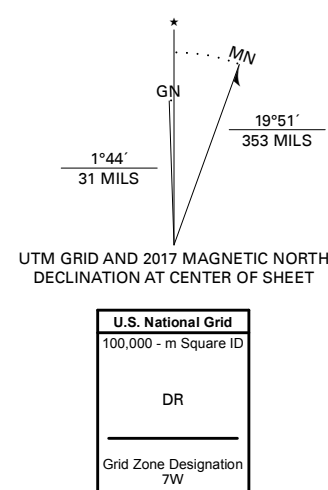 ★
MN
GN
19°51´
353 MILS
1°44´
31 MILS
UTM GRID AND 2017 MAGNETIC NORTH
DECLINATION AT CENTER OF SHEET
U.S. National Grid
100,000 - m Square ID
DR
Grid Zone Designation
7W